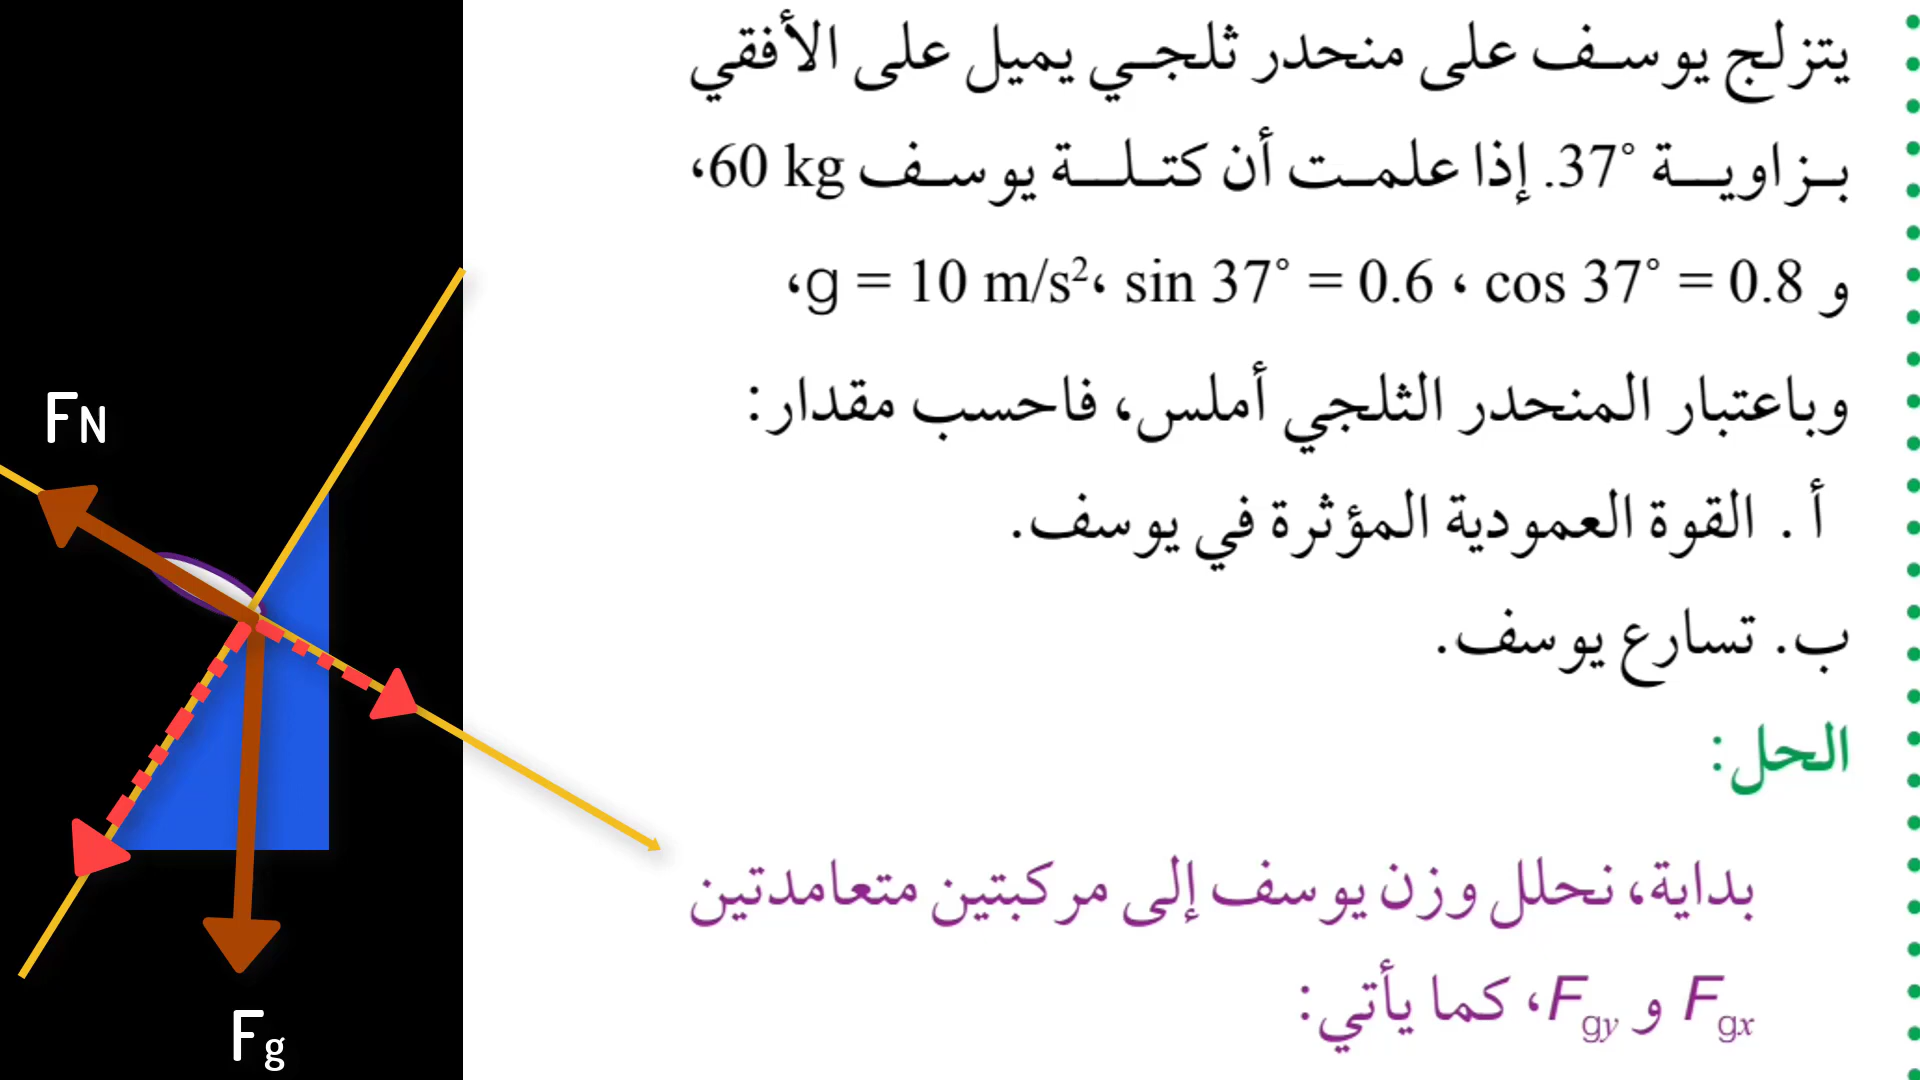 يتزلج يوسف على منحدر ثلجي يميل على الأفقي
بزاوية 37°. إذا علمت أن كتلة يوسف 60 kg،
و cos 37° = 0.8 ، sin 37° = 0.6 ،g = 10 m/s²،
وباعتبار المنحدر الثلجي أملس، فاحسب مقدار:
أ . القوة العمودية المؤثرة في يوسف.
ب. تسارع يوسف.
الحل:
بداية، نحلل وزن يوسف إلى مركبتين متعامدتين
Fgx و Fgy، كما يأتي:
FN
Fg